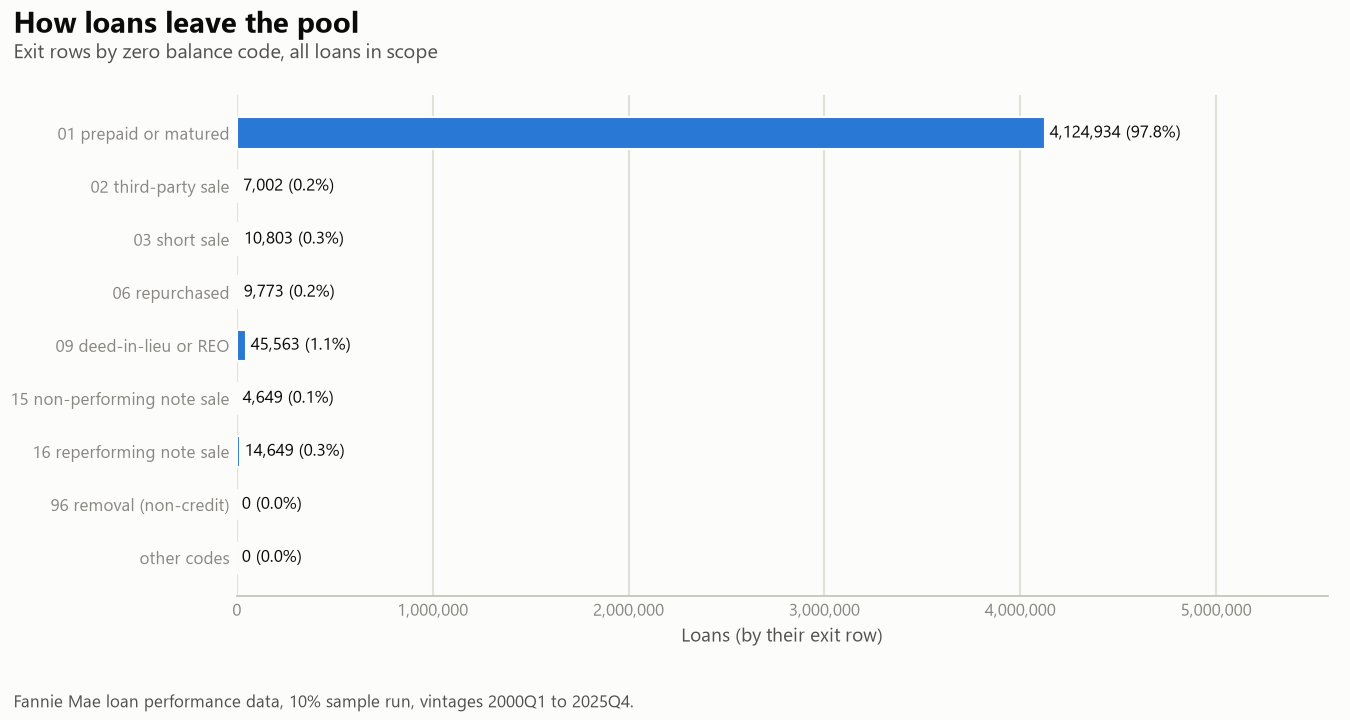 How loans leave the pool
Exit rows by zero balance code, all loans in scope
01 prepaid or matured 4,124,934 (97.8%)
02 third-party sale 7,002 (0.2%)
03 short sale 10,803 (0.3%)
06 repurchased 9,773 (0.2%)
09 deed-in-lieu or REO 45,563 (1.1%)
15 non-performing note sale 4,649 (0.1%)
16 reperforming note sale 14,649 (0.3%)
96 removal (non-credit) 0 (0.0%)
other codes 0 (0.0%)
0 1,000,000 2,000,000 3,000,000 4,000,000 5,000,000
Loans (by their exit row)
Fannie Mae loan performance data, 10% sample run, vintages 2000Q1 to 2025Q4.